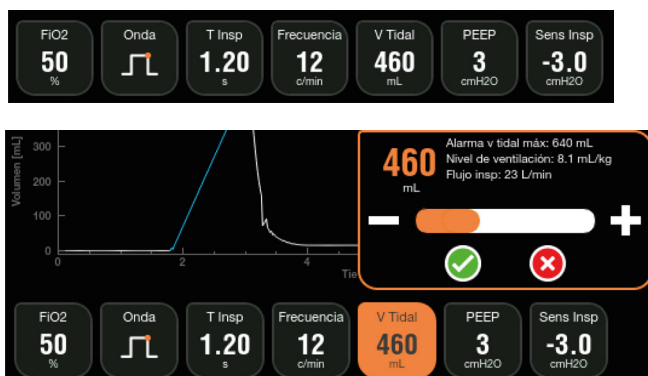 FiO2 Onda T Insp Frecuencia V Tidal PEEP Sens Insp
50 1.20 12 460 3 -3.0
% s c/min mL cmH2O cmH2O
Volumen [mL]
300
200
100
0
0 2 4
Tie
460
mL
Alarma v tidal máx: 640 mL
Nivel de ventilación: 8.1 mL/kg
Flujo insp: 23 L/min
FiO2 Onda T Insp Frecuencia V Tidal PEEP Sens Insp
50 1.20 12 460 3 -3.0
% s c/min mL cmH2O cmH2O